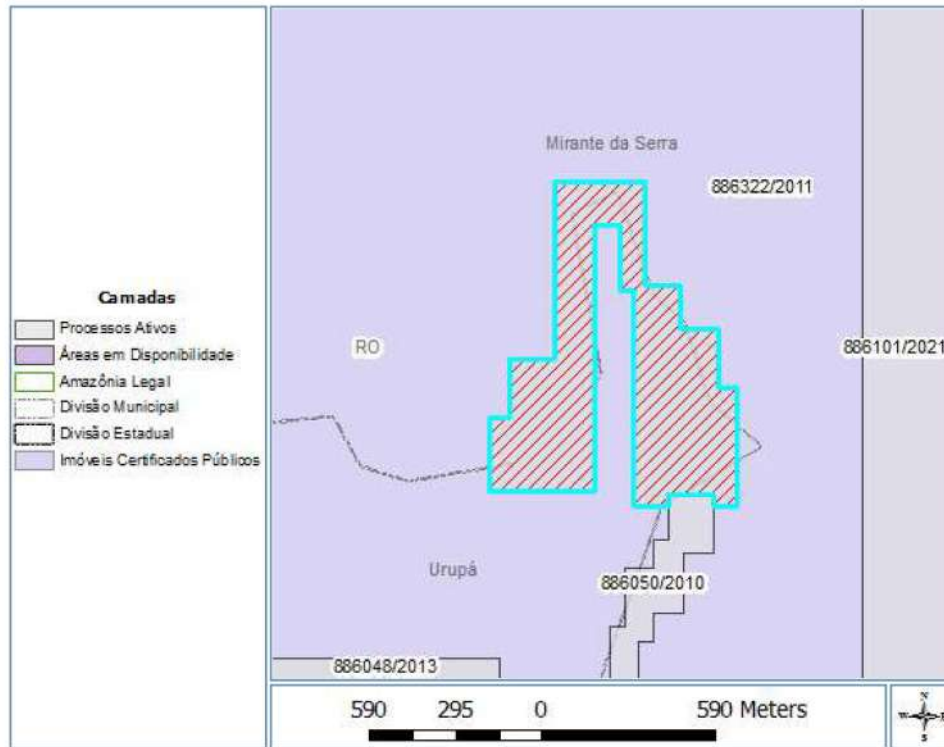 Camadas
Processos Ativos
Áreas em Disponibilidade
Amazônia Legal
Divisão Municipal
Divisão Estadual
Imóveis Certificados Públicos
Mirante da Serra
886322/2011
RO
886101/2021
Urupá
886050/2010
886048/2013
590 295 0 590 Meters
N
W E
S